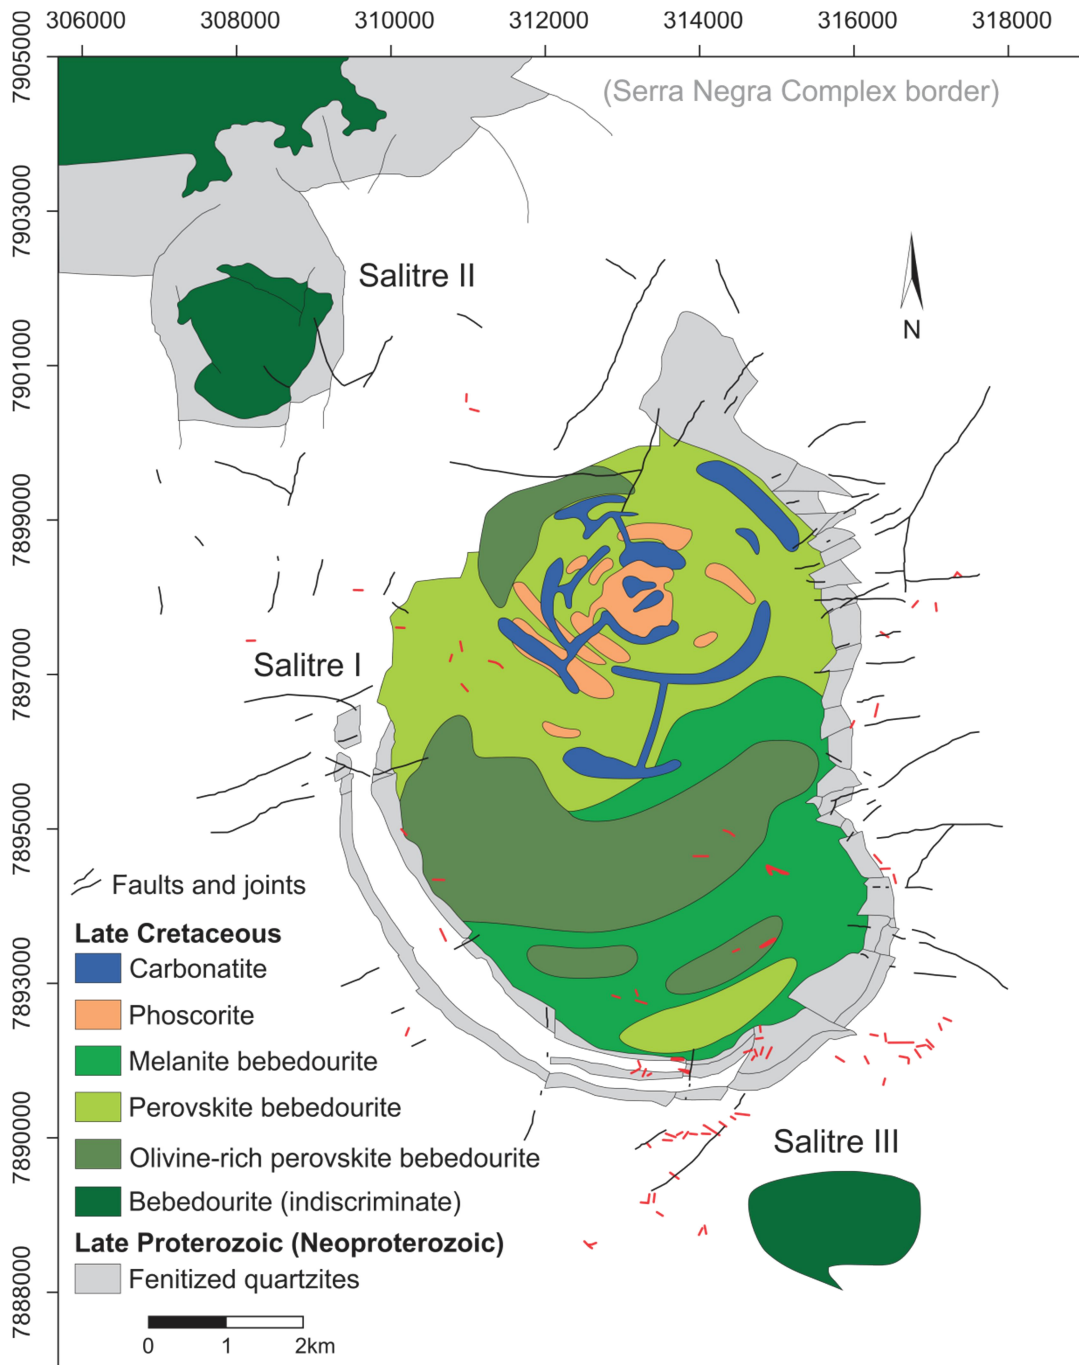 306000 308000 310000 312000 314000 316000 318000
7905000
(Serra Negra Complex border)
7903000
Salitre II
N
7901000
7899000
Salitre I
7897000
7895000
Faults and joints
Late Cretaceous
Carbonatite
7893000
Phoscorite
Melanite bebedourite
Perovskite bebedourite
7890000
Salitre III
Olivine-rich perovskite bebedourite
Bebedourite (indiscriminate)
Late Proterozoic (Neoproterozoic)
Fenitized quartzites
7888000
0 1 2km